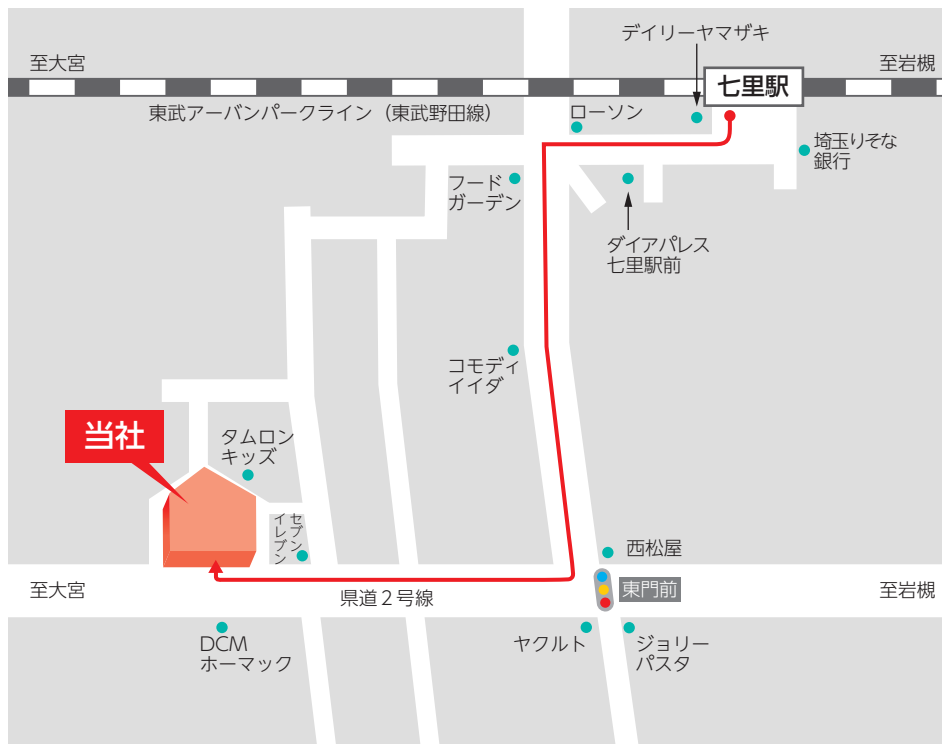 デイリーヤマザキ
至大宮
七里駅
至岩槻
東武アーバンパークライン（東武野田線）
ローソン
埼玉りそな
銀行
フード
ガーデン
ダイアパレス
七里駅前
コモディ
イイダ
当社
タムロン
キッズ
セブン
イレブン
西松屋
至大宮
東門前
至岩槻
県道２号線
DCM
ホーマック
ヤクルト
ジョリー
パスタ